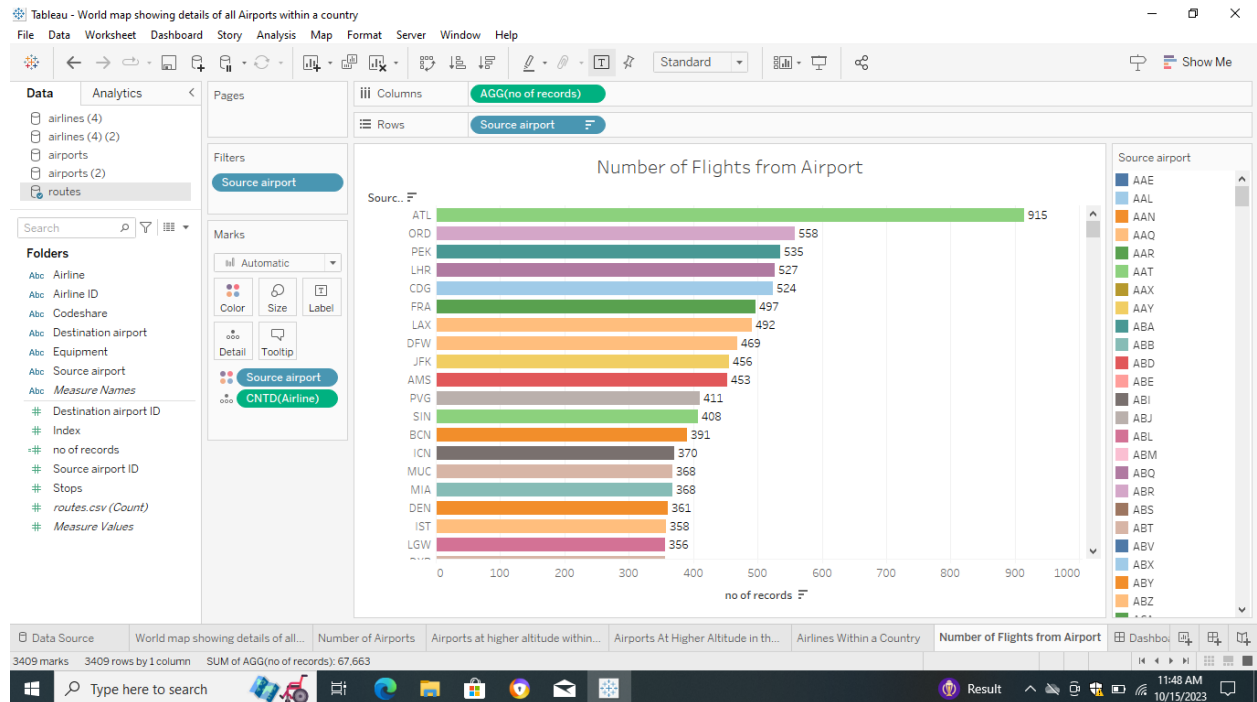 Tableau - World map showing details of all Airports within a country
File Data Worksheet Dashboard Story Analysis Map Format Server Window Help
Standard
Show Me
Data Analytics
airlines (4)
airlines (4) (2)
airports
airports (2)
routes
Search
Folders
Abc Airline
Abc Airline ID
Abc Codeshare
Abc Destination airport
Abc Equipment
Abc Source airport
Abc Measure Names
# Destination airport ID
# Index
=# no of records
# Source airport ID
# Stops
# routes.csv (Count)
# Measure Values
Pages
Filters
Source airport
Marks
Automatic
Color Size Label
Detail Tooltip
Source airport
CNTD(Airline)
Columns AGG(no of records)
Rows Source airport
Number of Flights from Airport
Sourc..
ATL 915
ORD 558
PEK 535
LHR 527
CDG 524
FRA 497
LAX 492
DFW 469
JFK 456
AMS 453
PVG 411
SIN 408
BCN 391
ICN 370
MUC 368
MIA 368
DEN 361
IST 358
LGW 356
0 100 200 300 400 500 600 700 800 900 1000
no of records
Source airport
AAE
AAL
AAN
AAQ
AAR
AAT
AAX
AAY
ABA
ABB
ABD
ABE
ABI
ABJ
ABL
ABM
ABQ
ABR
ABS
ABT
ABV
ABX
ABY
ABZ
Data Source World map showing details of all... Number of Airports Airports at higher altitude within... Airports At Higher Altitude in th... Airlines Within a Country Number of Flights from Airport Dashbo
3409 marks 3409 rows by 1 column SUM of AGG(no of records): 67,663
Type here to search
Result
11:48 AM
10/15/2023